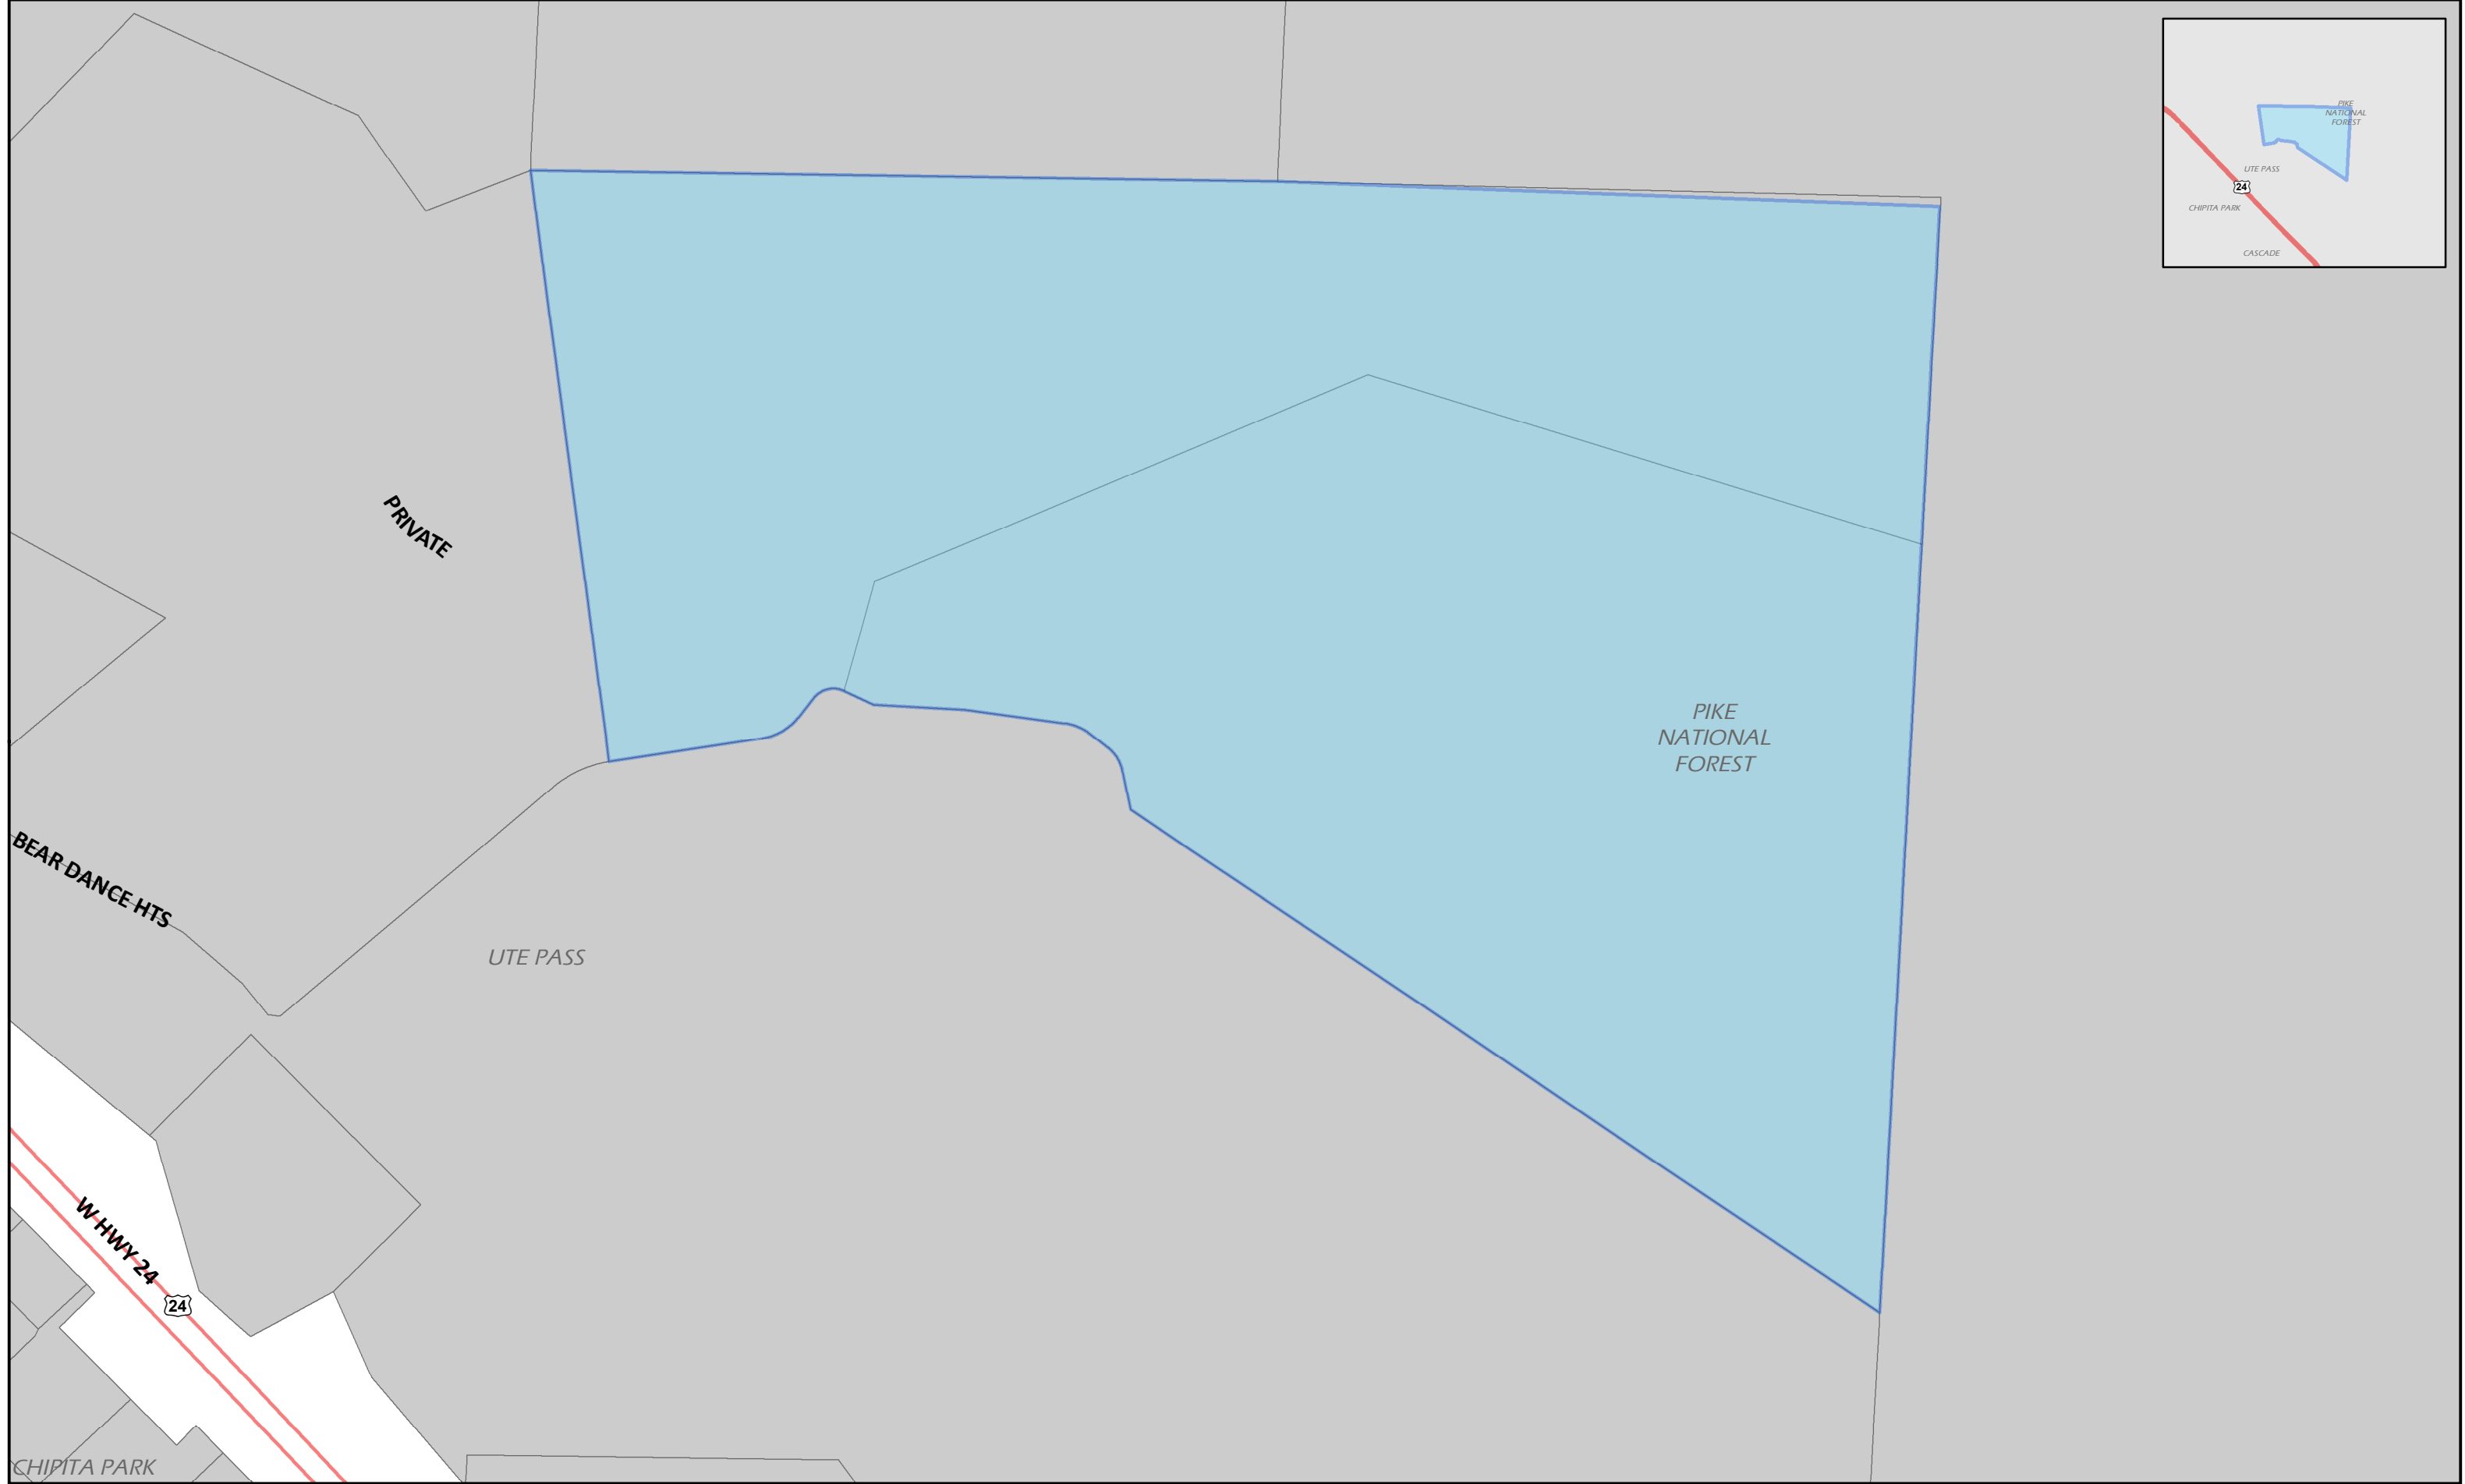 PIKE
NATIONAL
FOREST
UTE PASS
24
CHIPITA PARK
CASCADE
PRIVATE
PIKE
NATIONAL
FOREST
BEAR DANCE HTS
UTE PASS
W HWY 24
24
CHIPITA PARK